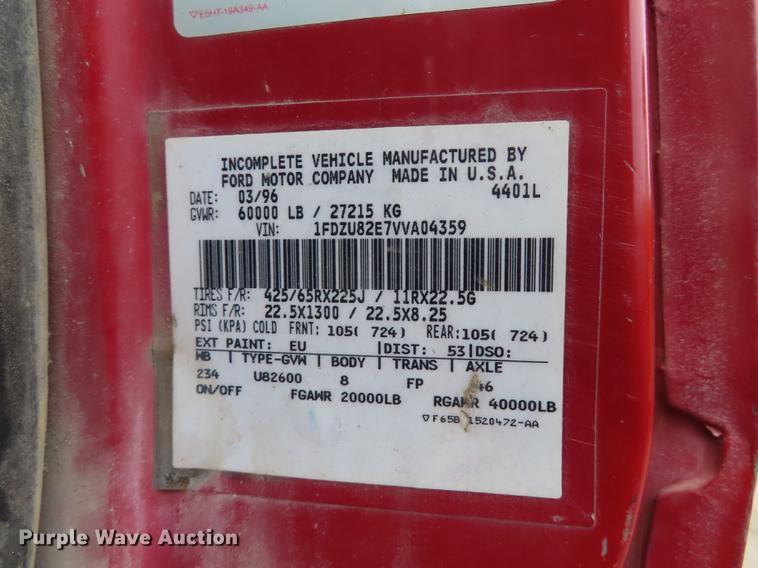 ▽E6HT-19A349-AA
INCOMPLETE VEHICLE MANUFACTURED BY
FORD MOTOR COMPANY MADE IN U.S.A.
DATE: 03/96 4401L
GVWR: 60000 LB / 27215 KG
VIN: 1FDZU82E7VVA04359
TIRES F/R: 425/65RX225J / 11RX22.5G
RIMS F/R: 22.5X1300 / 22.5X8.25
PSI (KPA) COLD FRNT: 105( 724) REAR: 105( 724)
EXT PAINT: EU |DIST: 53|DSO:
WB | TYPE-GVW | BODY | TRANS | AXLE
234 U82600 8 FP 46
ON/OFF FGAWR 20000LB RGAWR 40000LB
▽F65B 1520472-AA
Purple Wave Auction